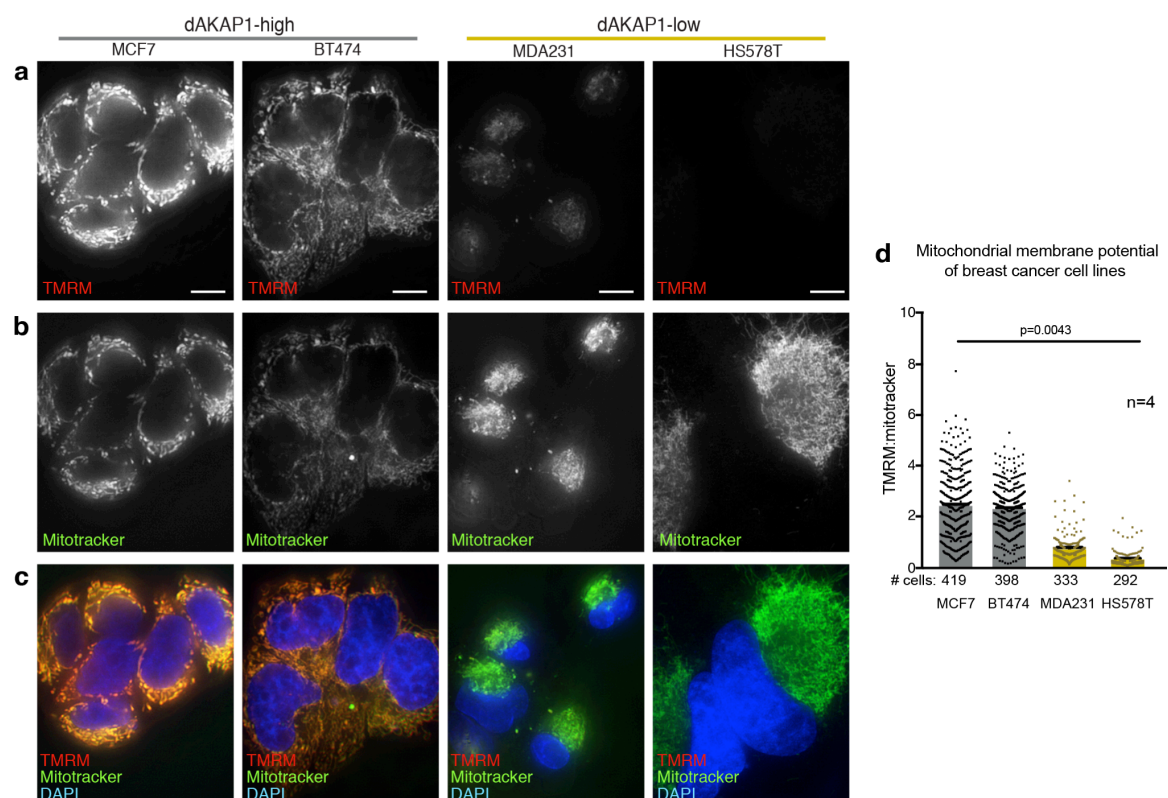 dAKAP1-high
dAKAP1-low
MCF7
BT474
MDA231
HS578T
a
TMRM
TMRM
TMRM
TMRM
b
Mitotracker
Mitotracker
Mitotracker
Mitotracker
c
TMRM
Mitotracker
DAPI
TMRM
Mitotracker
DAPI
TMRM
Mitotracker
DAPI
TMRM
Mitotracker
DAPI
d
Mitochondrial membrane potential
of breast cancer cell lines
TMRM:mitotracker
10
8
6
4
2
0
p=0.0043
n=4
# cells: 419 398 333 292
MCF7 BT474 MDA231 HS578T